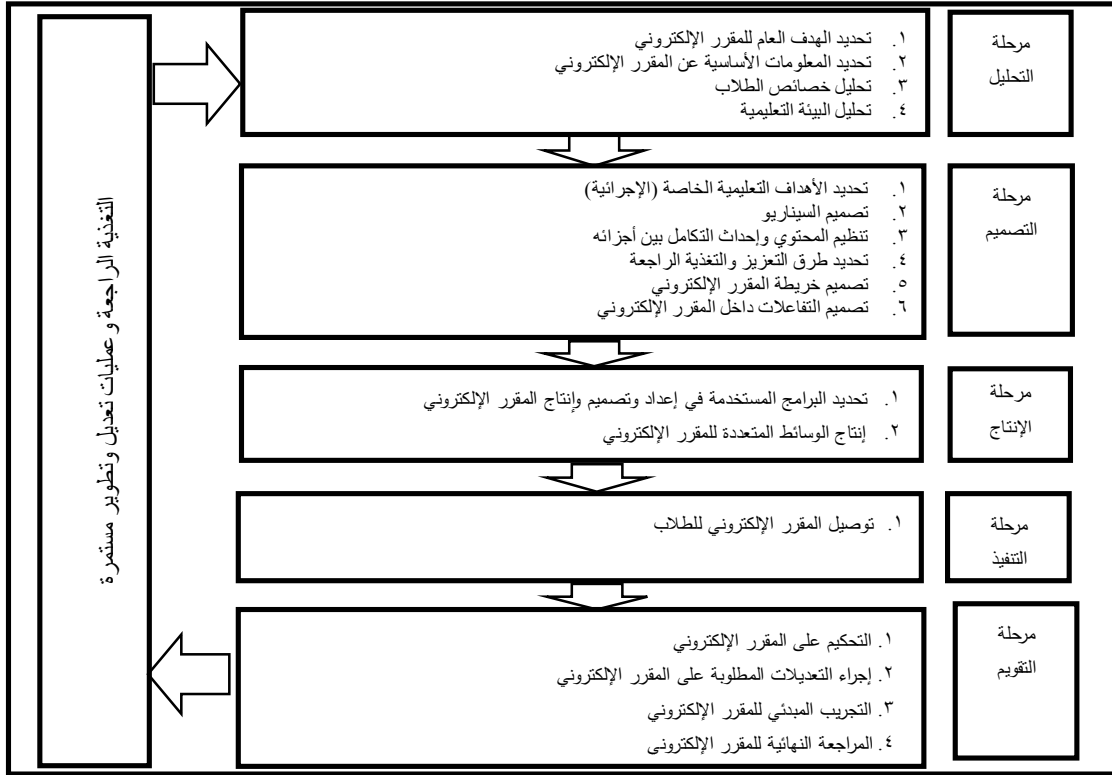 مرحلة
التحليل
١. تحديد الهدف العام للمقرر الإلكتروني
٢. تحديد المعلومات الأساسية عن المقرر الإلكتروني
٣. تحليل خصائص الطلاب
٤. تحليل البيئة التعليمية
مرحلة
التصميم
١. تحديد الأهداف التعليمية الخاصة (الإجرائية)
٢. تصميم السيناريو
٣. تنظيم المحتوي وإحداث التكامل بين أجزائه
٤. تحديد طرق التعزيز والتغذية الراجعة
٥. تصميم خريطة المقرر الإلكتروني
٦. تصميم التفاعلات داخل المقرر الإلكتروني
مرحلة
الإنتاج
١. تحديد البرامج المستخدمة في إعداد وتصميم وإنتاج المقرر الإلكتروني
٢. إنتاج الوسائط المتعددة للمقرر الإلكتروني
مرحلة
التنفيذ
١. توصيل المقرر الإلكتروني للطلاب
مرحلة
التقويم
١. التحكيم على المقرر الإلكتروني
٢. إجراء التعديلات المطلوبة على المقرر الإلكتروني
٣. التجريب المبدئي للمقرر الإلكتروني
٤. المراجعة النهائية للمقرر الإلكتروني
التغذية الراجعة وعمليات تعديل وتطوير مستمرة